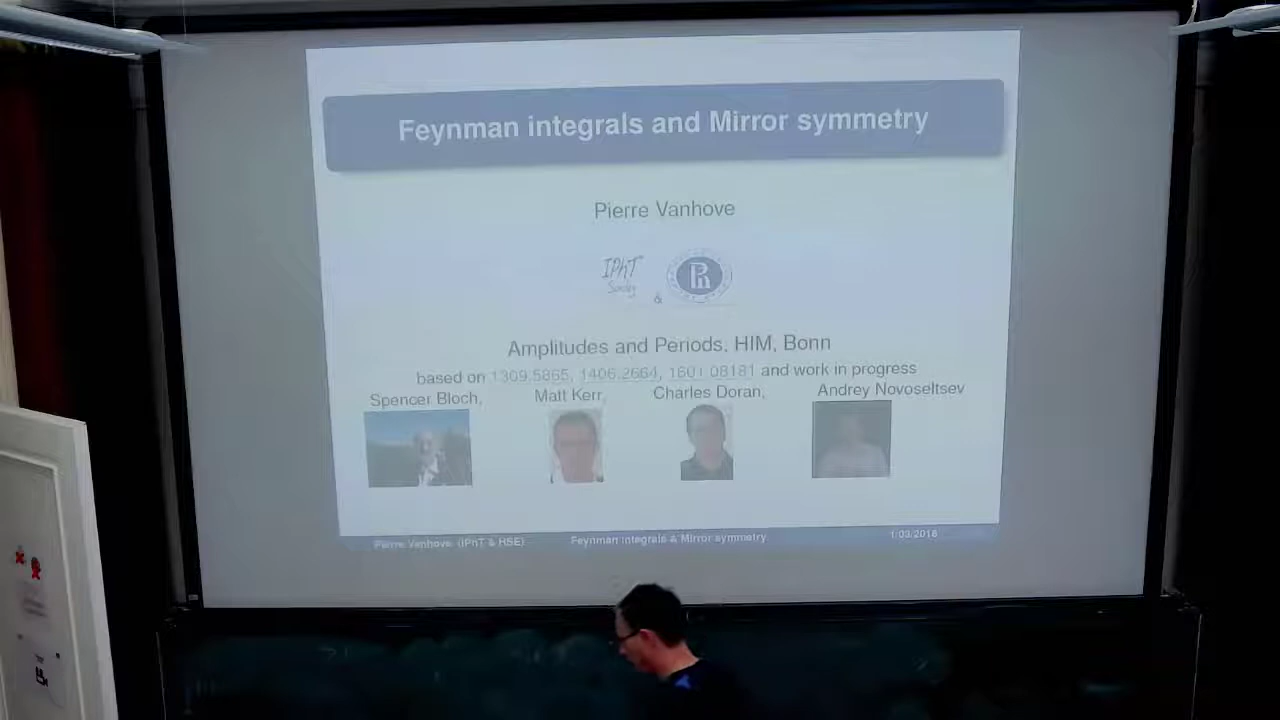 Feynman integrals and Mirror symmetry
Pierre Vanhove
IPhT
Saclay
&
Amplitudes and Periods, HIM, Bonn
based on 1309.5865, 1406.2664, 1601.08181 and work in progress
Spencer Bloch, Matt Kerr, Charles Doran, Andrey Novoseltsev
Pierre Vanhove (IPhT & HSE) Feynman integrals & Mirror symmetry 1/03/2018